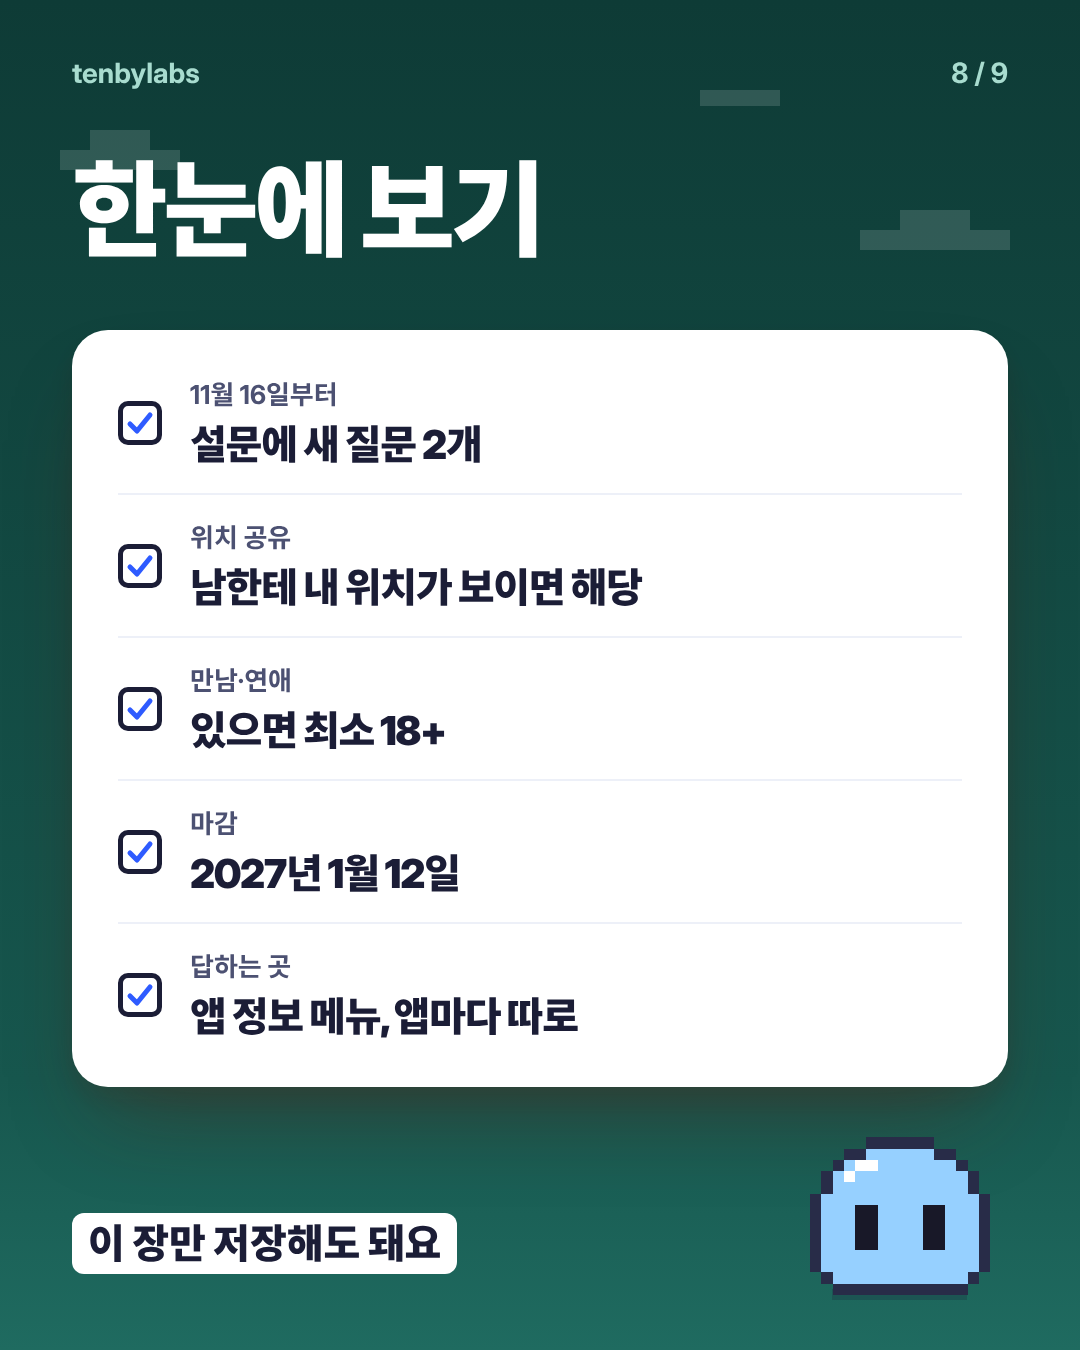 tenbylabs
8 / 9
한눈에 보기
11월 16일부터
설문에 새 질문 2개
위치 공유
남한테 내 위치가 보이면 해당
만남·연애
있으면 최소 18+
마감
2027년 1월 12일
답하는 곳
앱 정보 메뉴, 앱마다 따로
이 장만 저장해도 돼요